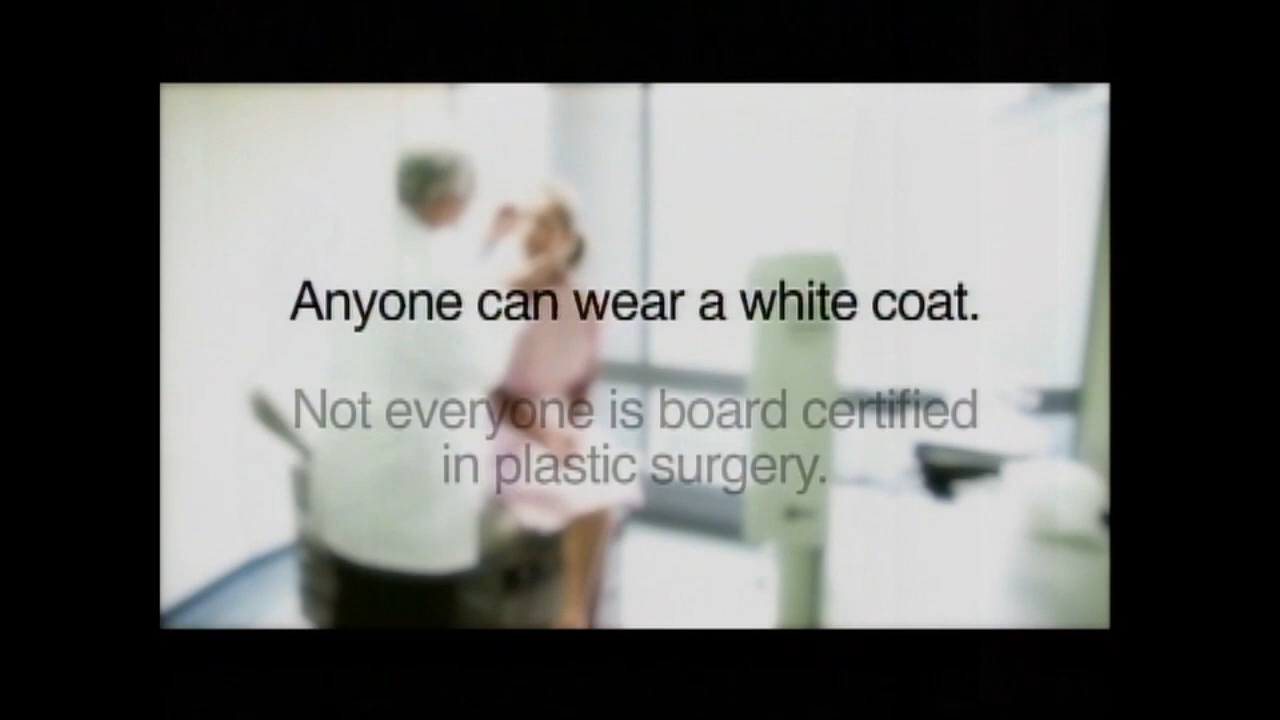 Anyone can wear a white coat.
Not everyone is board certified
in plastic surgery.